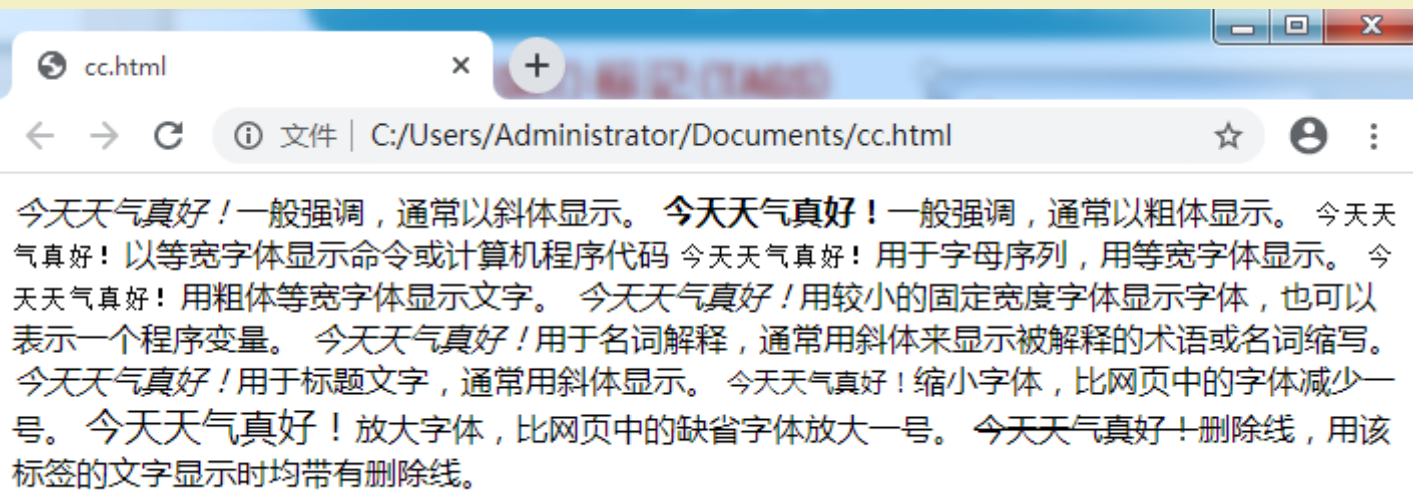 标记(TAGS)
cc.html
文件 C:/Users/Administrator/Documents/cc.html
今天天气真好！一般强调，通常以斜体显示。 今天天气真好！一般强调，通常以粗体显示。 今天天
气真好！以等宽字体显示命令或计算机程序代码 今天天气真好！用于字母序列，用等宽字体显示。 今
天天气真好！用粗体等宽字体显示文字。 今天天气真好！用较小的固定宽度字体显示字体，也可以
表示一个程序变量。 今天天气真好！用于名词解释，通常用斜体来显示被解释的术语或名词缩写。
今天天气真好！用于标题文字，通常用斜体显示。 今天天气真好！缩小字体，比网页中的字体减少一
号。 今天天气真好！放大字体，比网页中的缺省字体放大一号。 今天天气真好！删除线，用该
标签的文字显示时均带有删除线。